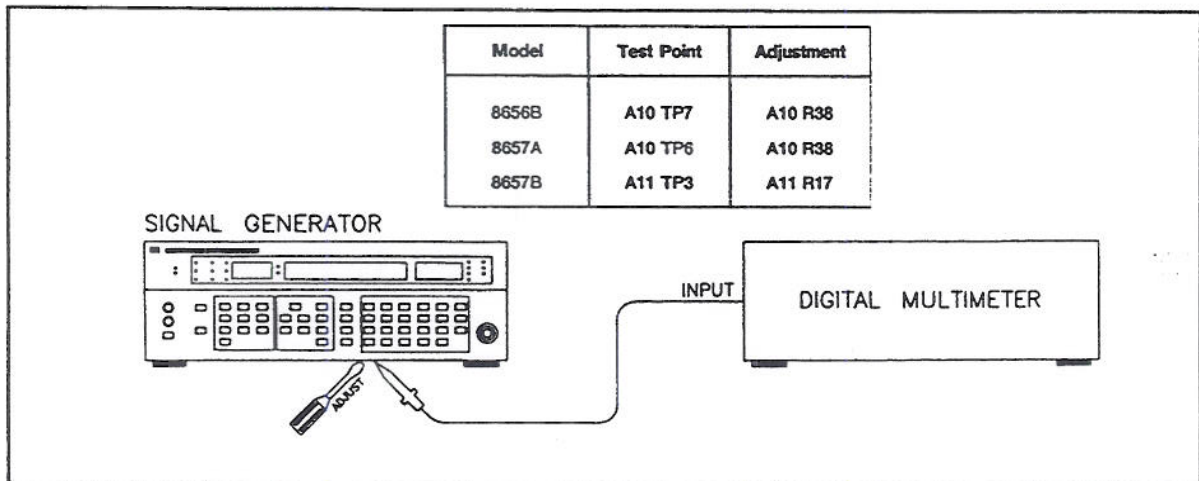 Model Test Point Adjustment
8656B A10 TP7 A10 R38
8657A A10 TP6 A10 R38
8657B A11 TP3 A11 R17
SIGNAL GENERATOR
INPUT
DIGITAL MULTIMETER
ADJUST